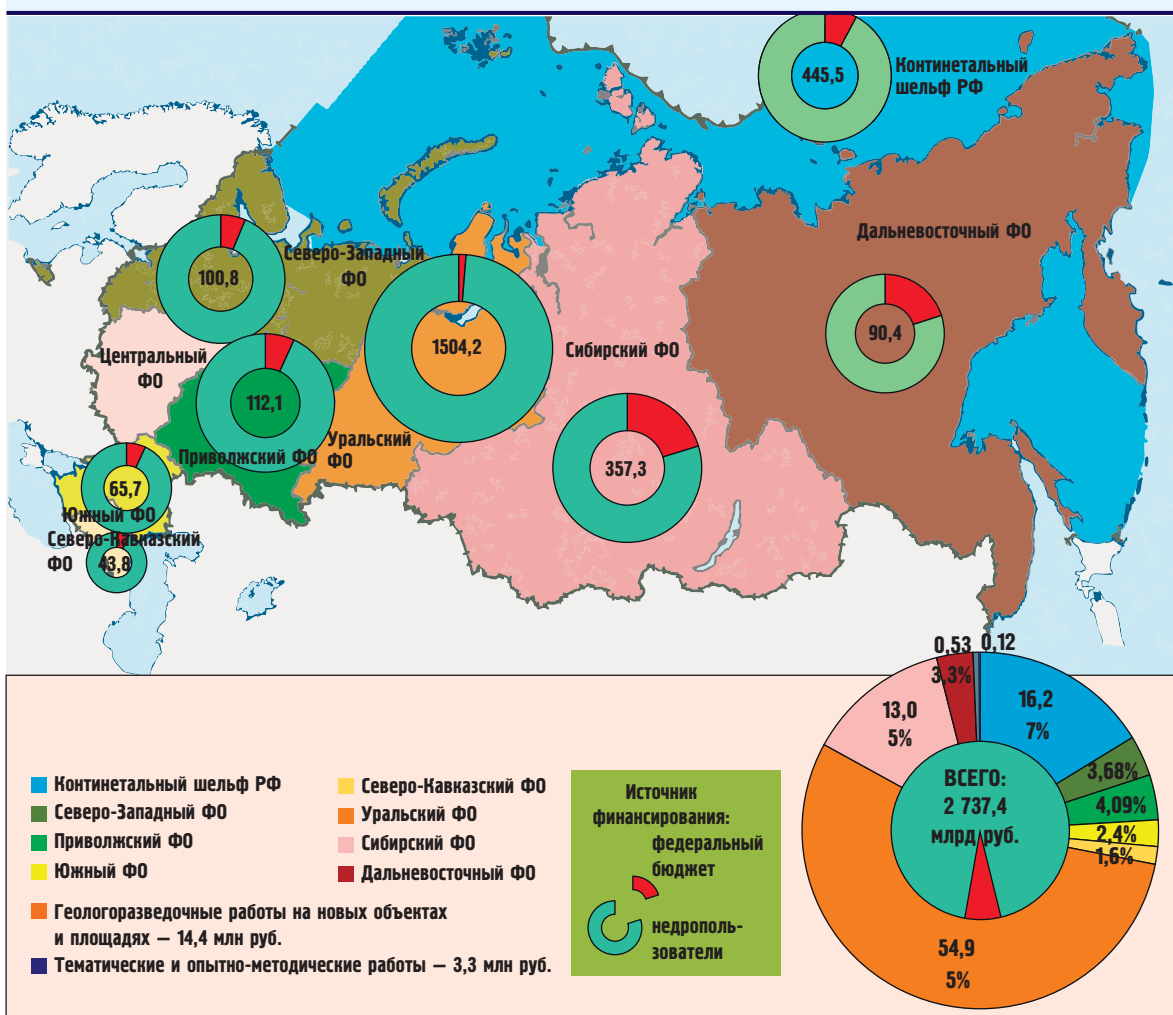 445,5
Континетальный
шельф РФ
Дальневосточный ФО
90,4
Северо-Западный
ФО
100,8
1504,2
Сибирский ФО
357,3
Центральный
ФО
112,1
Уральский
ФО
Приволжский ФО
65,7
Южный ФО
Северо-Кавказский
ФО
43,8
0,53
0,12
3,3%
16,2
7%
13,0
5%
3,68%
4,09%
2,4%
1,6%
54,9
5%
ВСЕГО:
2 737,4
млрд руб.
Континетальный шельф РФ
Северо-Западный ФО
Приволжский ФО
Южный ФО
Северо-Кавказский ФО
Уральский ФО
Сибирский ФО
Дальневосточный ФО
Геологоразведочные работы на новых объектах
и площадях — 14,4 млн руб.
Тематические и опытно-методические работы — 3,3 млн руб.
Источник
финансирования:
федеральный
бюджет
недрополь-
зователи